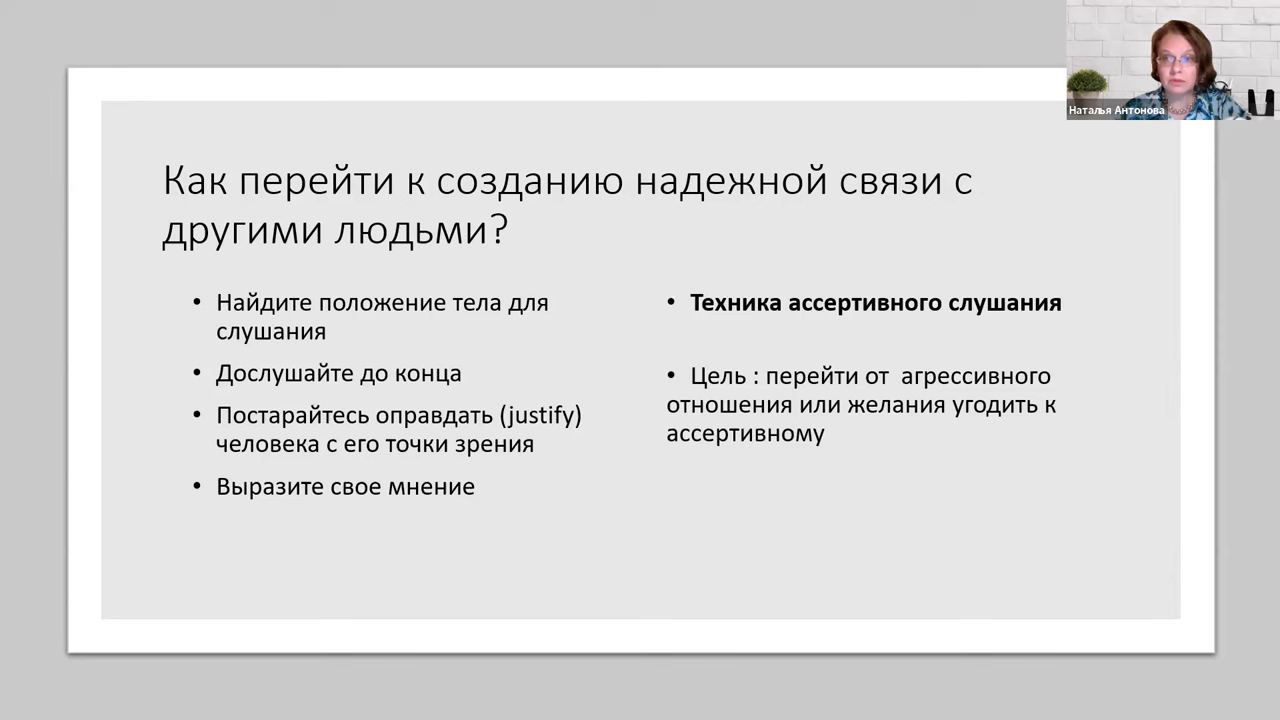 Наталья Антонова
Как перейти к созданию надежной связи с
другими людьми?
• Найдите положение тела для
слушания
• Дослушайте до конца
• Постарайтесь оправдать (justify)
человека с его точки зрения
• Выразите свое мнение
• Техника ассертивного слушания
• Цель : перейти от агрессивного
отношения или желания угодить к
ассертивному